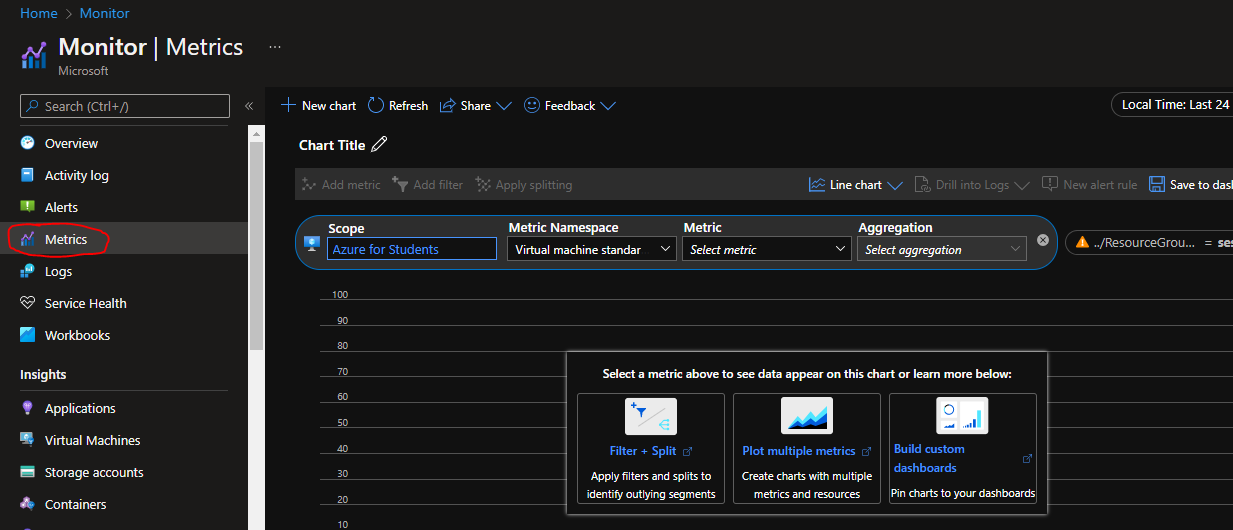 Home > Monitor
Monitor | Metrics ...
Microsoft
Search (Ctrl+/) «
Overview
Activity log
Alerts
Metrics
Logs
Service Health
Workbooks
Insights
Applications
Virtual Machines
Storage accounts
Containers
New chart Refresh Share Feedback
Local Time: Last 24
Chart Title
Add metric Add filter Apply splitting Line chart Drill into Logs New alert rule Save to dash
Scope Metric Namespace Metric Aggregation
Azure for Students Virtual machine standar Select metric Select aggregation
../ResourceGrou... = ses
100
90
80
70
60
50
40
30
20
10
Select a metric above to see data appear on this chart or learn more below:
Filter + Split
Apply filters and splits to
identify outlying segments
Plot multiple metrics
Create charts with multiple
metrics and resources
Build custom
dashboards
Pin charts to your dashboards